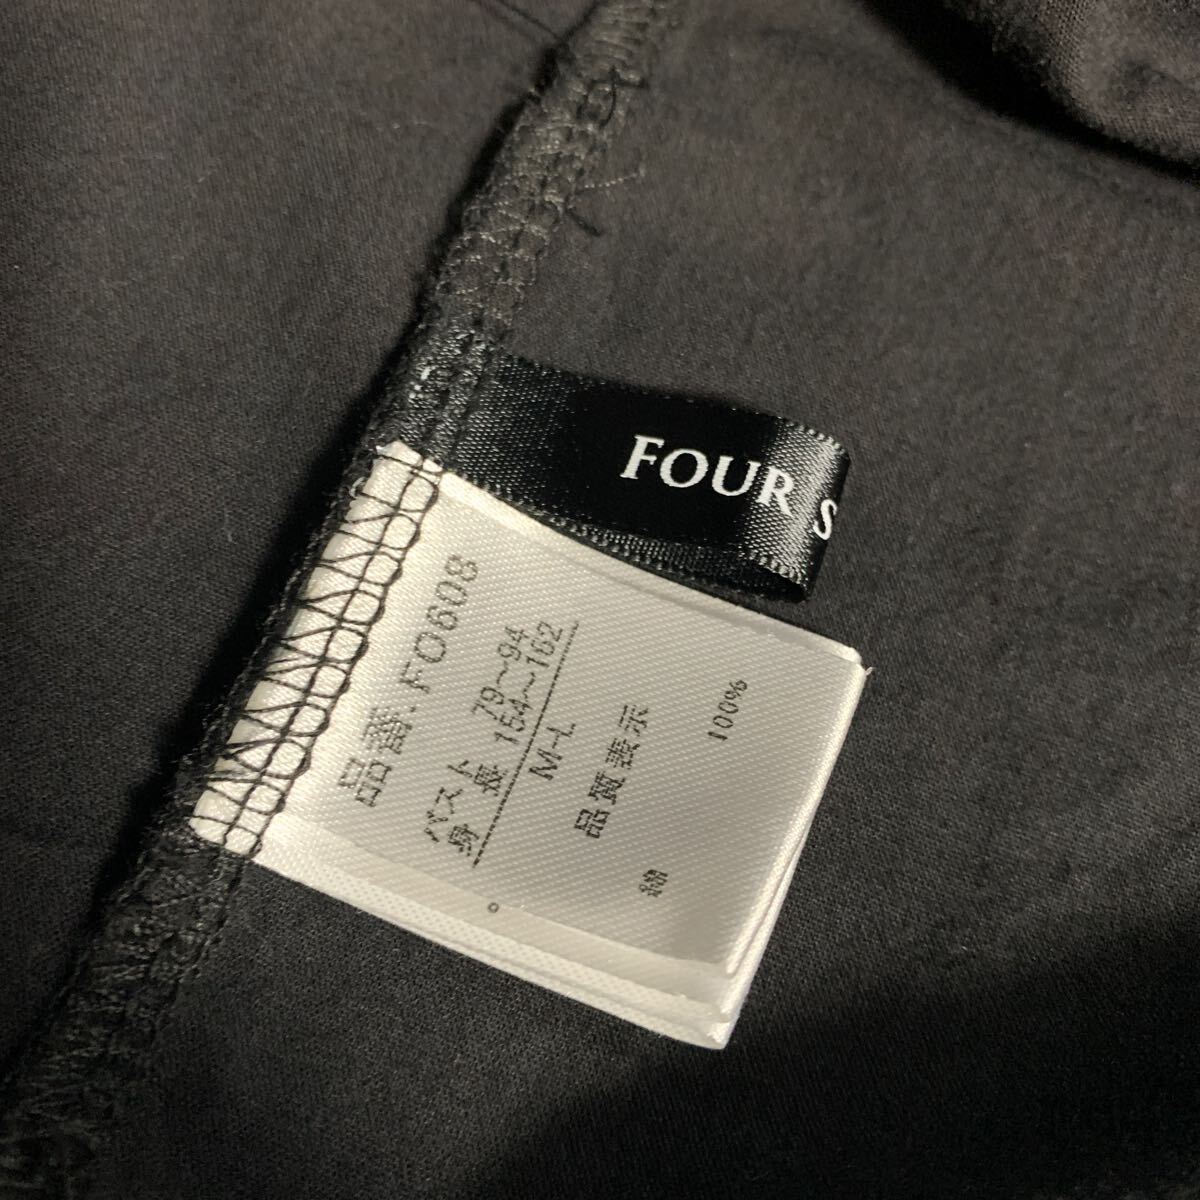 FOUR S
品番.FO608
バスト 79~94
身長 154~162
M-L
品質表示
綿 100%